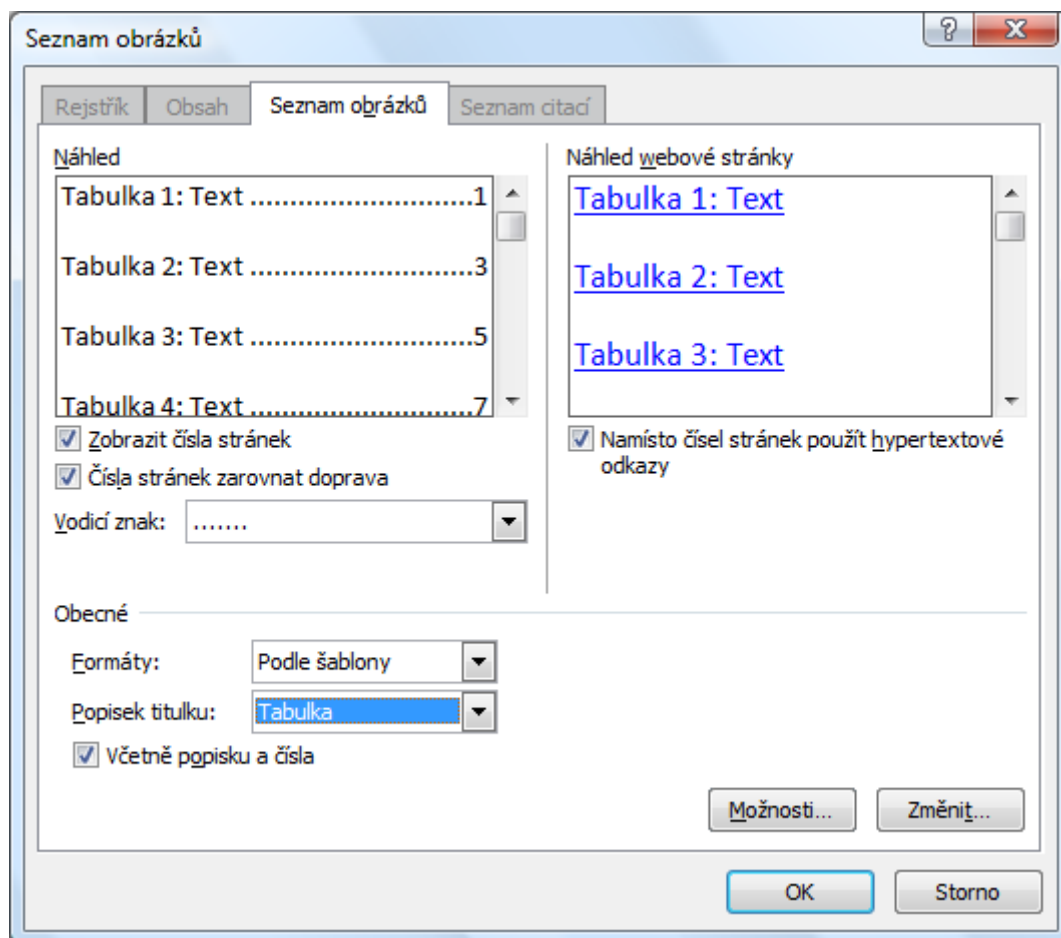 Seznam obrázků
Rejstřík Obsah Seznam obrázků Seznam citací
Náhled
Tabulka 1: Text ...........................1
Tabulka 2: Text ...........................3
Tabulka 3: Text ...........................5
Tabulka 4: Text ...........................7
Zobrazit čísla stránek
Čísla stránek zarovnat doprava
Vodicí znak: .......
Náhled webové stránky
Tabulka 1: Text
Tabulka 2: Text
Tabulka 3: Text
Namísto čísel stránek použít hypertextové
odkazy
Obecné
Formáty: Podle šablony
Popisek titulku: Tabulka
Včetně popisku a čísla
Možnosti... Změnit...
OK Storno